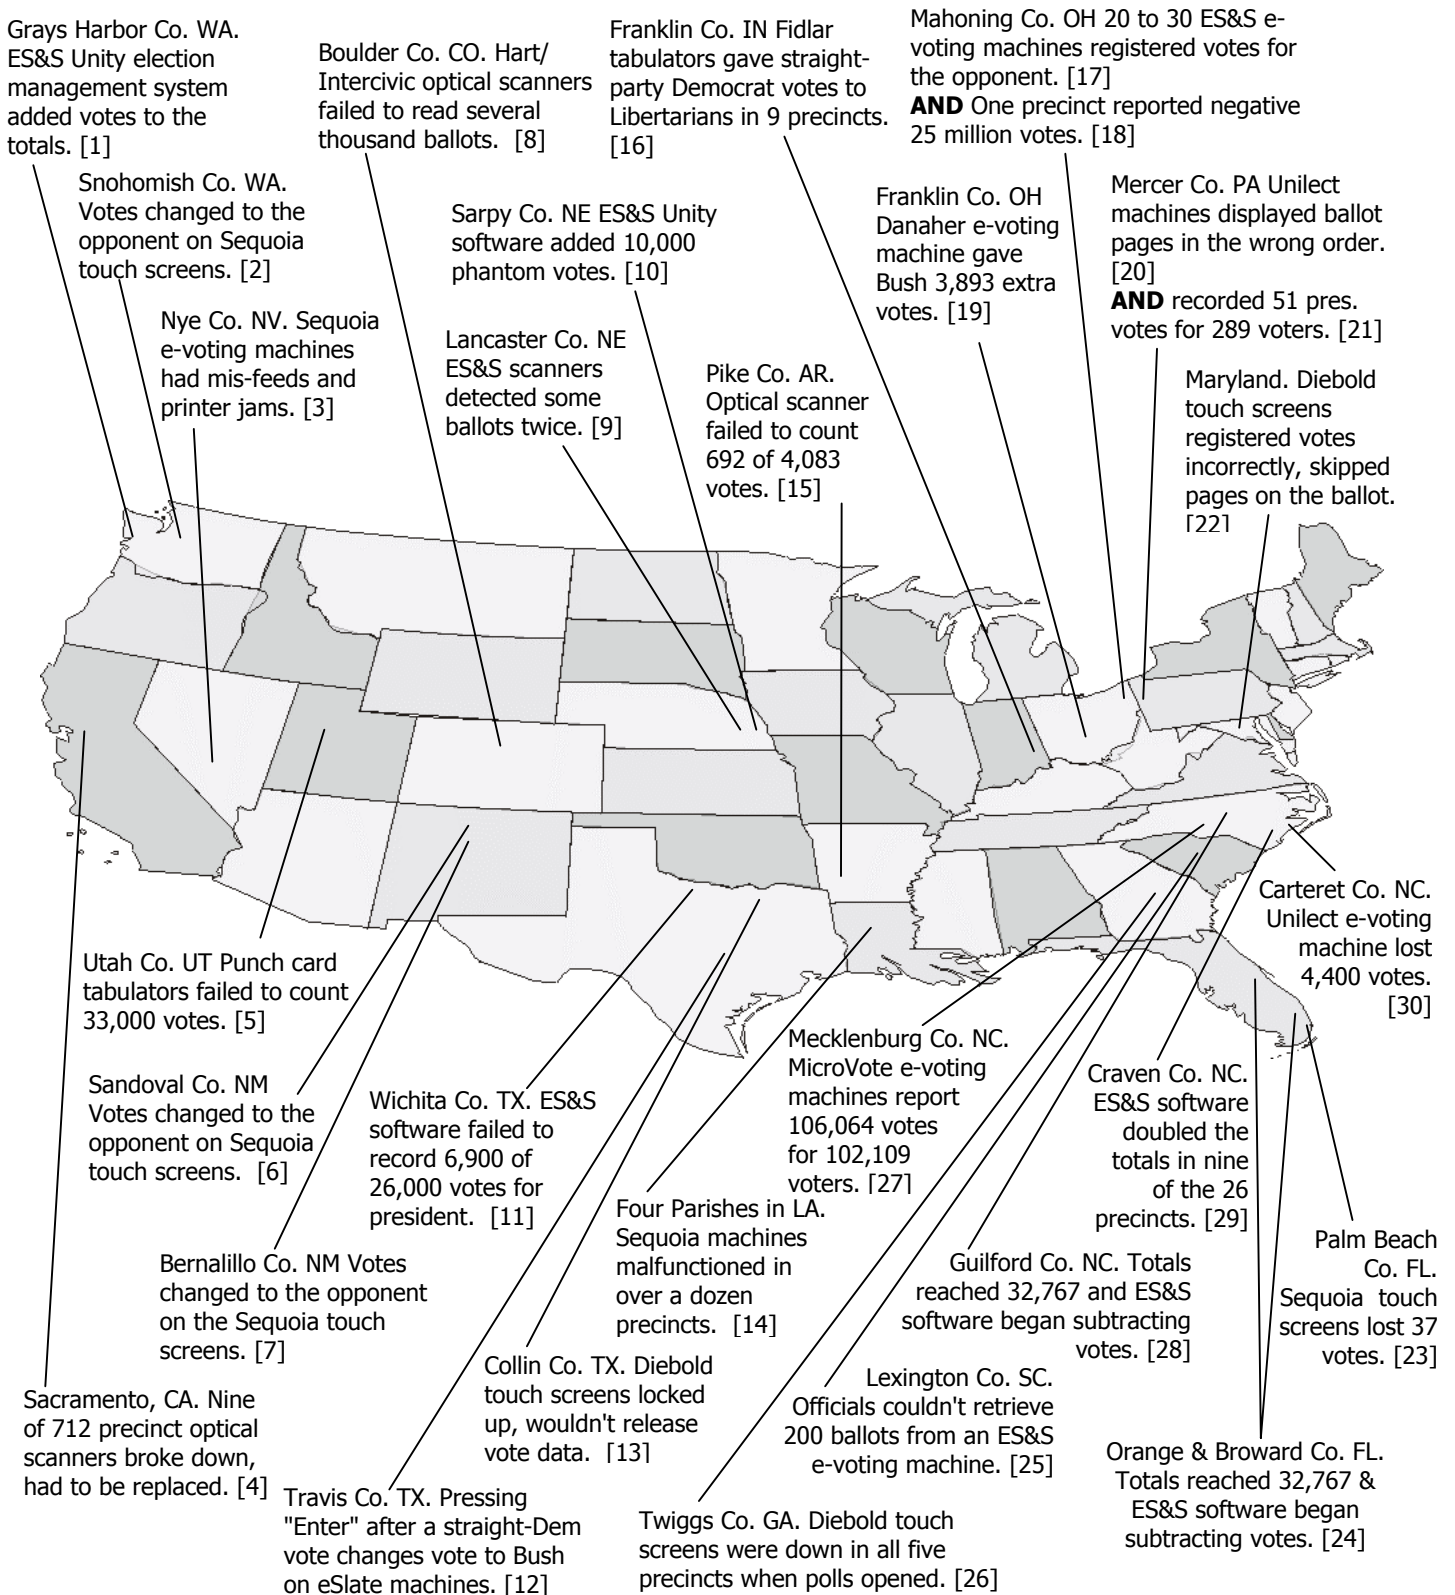 Grays Harbor Co. WA.
ES&S Unity election
management system
added votes to the
totals. [1]
Snohomish Co. WA.
Votes changed to the
opponent on Sequoia
touch screens. [2]
Nye Co. NV. Sequoia
e-voting machines
had mis-feeds and
printer jams. [3]
Boulder Co. CO. Hart/
Intercivic optical scanners
failed to read several
thousand ballots. [8]
Sarpy Co. NE ES&S Unity
software added 10,000
phantom votes. [10]
Lancaster Co. NE
ES&S scanners
detected some
ballots twice. [9]
Franklin Co. IN Fidlar
tabulators gave straight-
party Democrat votes to
Libertarians in 9 precincts.
[16]
Pike Co. AR.
Optical scanner
failed to count
692 of 4,083
votes. [15]
Mahoning Co. OH 20 to 30 ES&S e-
voting machines registered votes for
the opponent. [17]
AND One precinct reported negative
25 million votes. [18]
Franklin Co. OH
Danaher e-voting
machine gave
Bush 3,893 extra
votes. [19]
Mercer Co. PA Unilect
machines displayed ballot
pages in the wrong order.
[20]
AND recorded 51 pres.
votes for 289 voters. [21]
Maryland. Diebold
touch screens
registered votes
incorrectly, skipped
pages on the ballot.
[22]
Utah Co. UT Punch card
tabulators failed to count
33,000 votes. [5]
Sandoval Co. NM
Votes changed to the
opponent on Sequoia
touch screens. [6]
Bernalillo Co. NM Votes
changed to the opponent
on the Sequoia touch
screens. [7]
Sacramento, CA. Nine
of 712 precinct optical
scanners broke down,
had to be replaced. [4]
Wichita Co. TX. ES&S
software failed to
record 6,900 of
26,000 votes for
president. [11]
Travis Co. TX. Pressing
"Enter" after a straight-Dem
vote changes vote to Bush
on eSlate machines. [12]
Collin Co. TX. Diebold
touch screens locked
up, wouldn't release
vote data. [13]
Four Parishes in LA.
Sequoia machines
malfunctioned in
over a dozen
precincts. [14]
Mecklenburg Co. NC.
MicroVote e-voting
machines report
106,064 votes
for 102,109
voters. [27]
Twiggs Co. GA. Diebold touch
screens were down in all five
precincts when polls opened. [26]
Lexington Co. SC.
Officials couldn't retrieve
200 ballots from an ES&S
e-voting machine. [25]
Guilford Co. NC. Totals
reached 32,767 and ES&S
software began subtracting
votes. [28]
Craven Co. NC.
ES&S software
doubled the
totals in nine
of the 26
precincts. [29]
Carteret Co. NC.
Unilect e-voting
machine lost
4,400 votes.
[30]
Palm Beach
Co. FL.
Sequoia touch
screens lost 37
votes. [23]
Orange & Broward Co. FL.
Totals reached 32,767 &
ES&S software began
subtracting votes. [24]